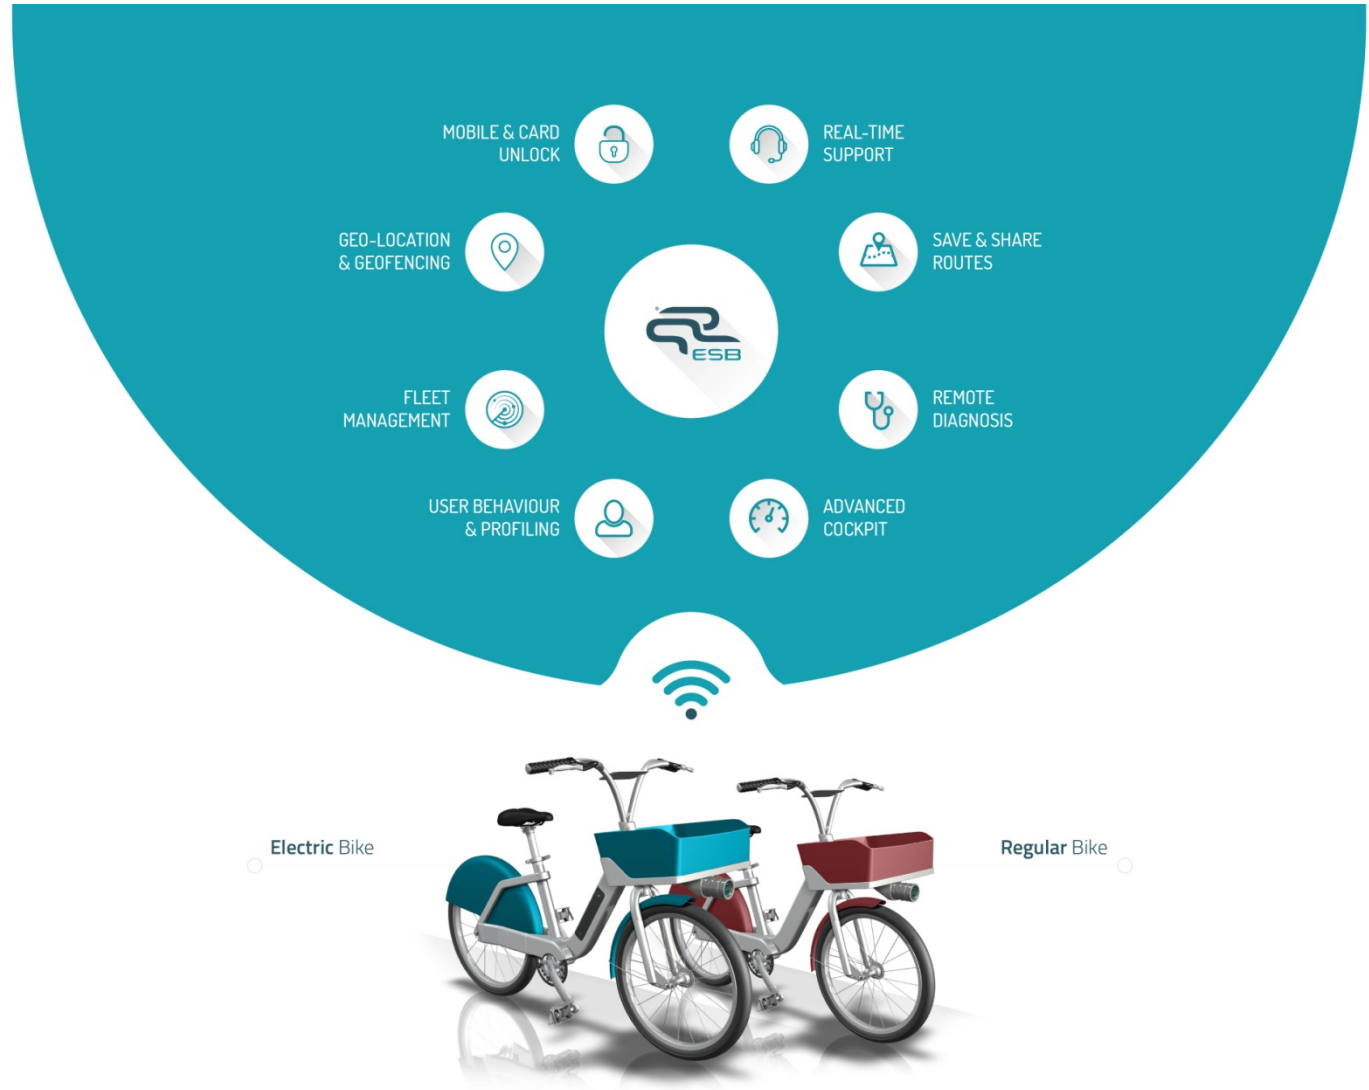 MOBILE & CARD
UNLOCK
REAL-TIME
SUPPORT
GEO-LOCATION
& GEOFENCING
SAVE & SHARE
ROUTES
ESB
FLEET
MANAGEMENT
REMOTE
DIAGNOSIS
USER BEHAVIOUR
& PROFILING
ADVANCED
COCKPIT
Electric Bike
Regular Bike